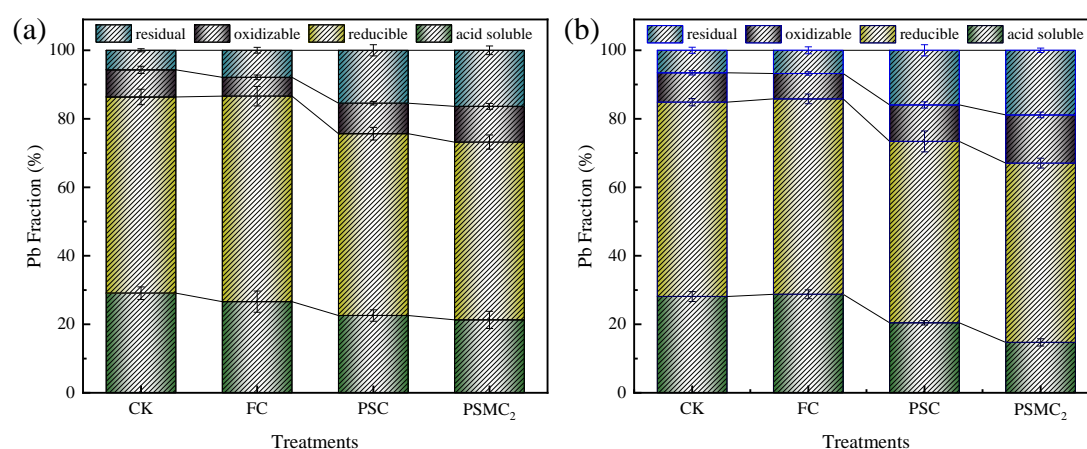 (a)
residual oxidizable reducible acid soluble
100
80
60
40
20
0
Pb Fraction (%)
CK FC PSC PSMC₂
Treatments
(b)
residual oxidizable reducible acid soluble
100
80
60
40
20
0
Pb Fraction (%)
CK FC PSC PSMC₂
Treatments